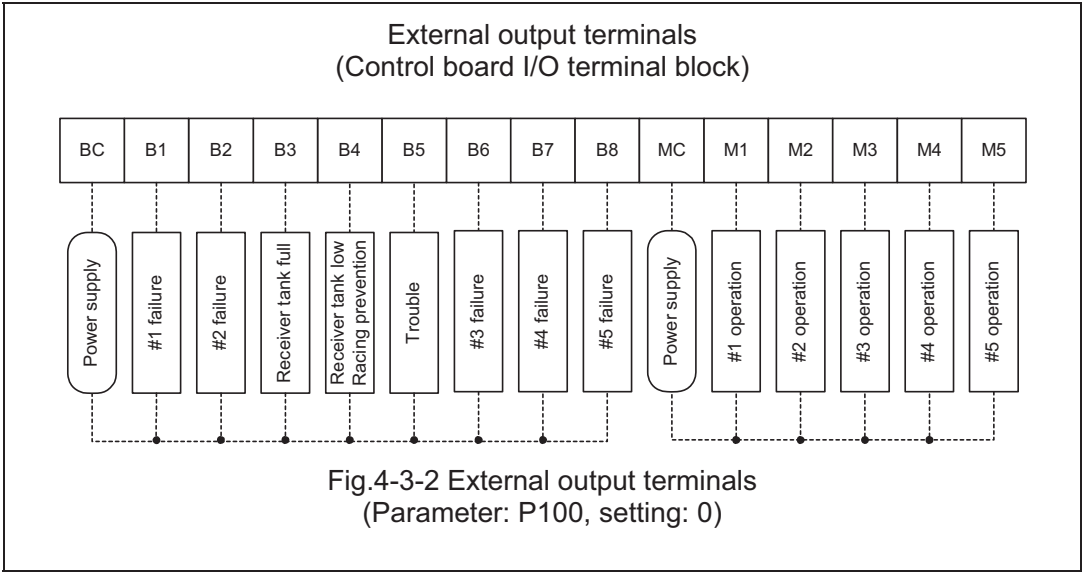 External output terminals
(Control board I/O terminal block)
BC B1 B2 B3 B4 B5 B6 B7 B8 MC M1 M2 M3 M4 M5
Power supply
#1 failure
#2 failure
Receiver tank full
Receiver tank low
Racing prevention
Trouble
#3 failure
#4 failure
#5 failure
Power supply
#1 operation
#2 operation
#3 operation
#4 operation
#5 operation
Fig.4-3-2 External output terminals
(Parameter: P100, setting: 0)